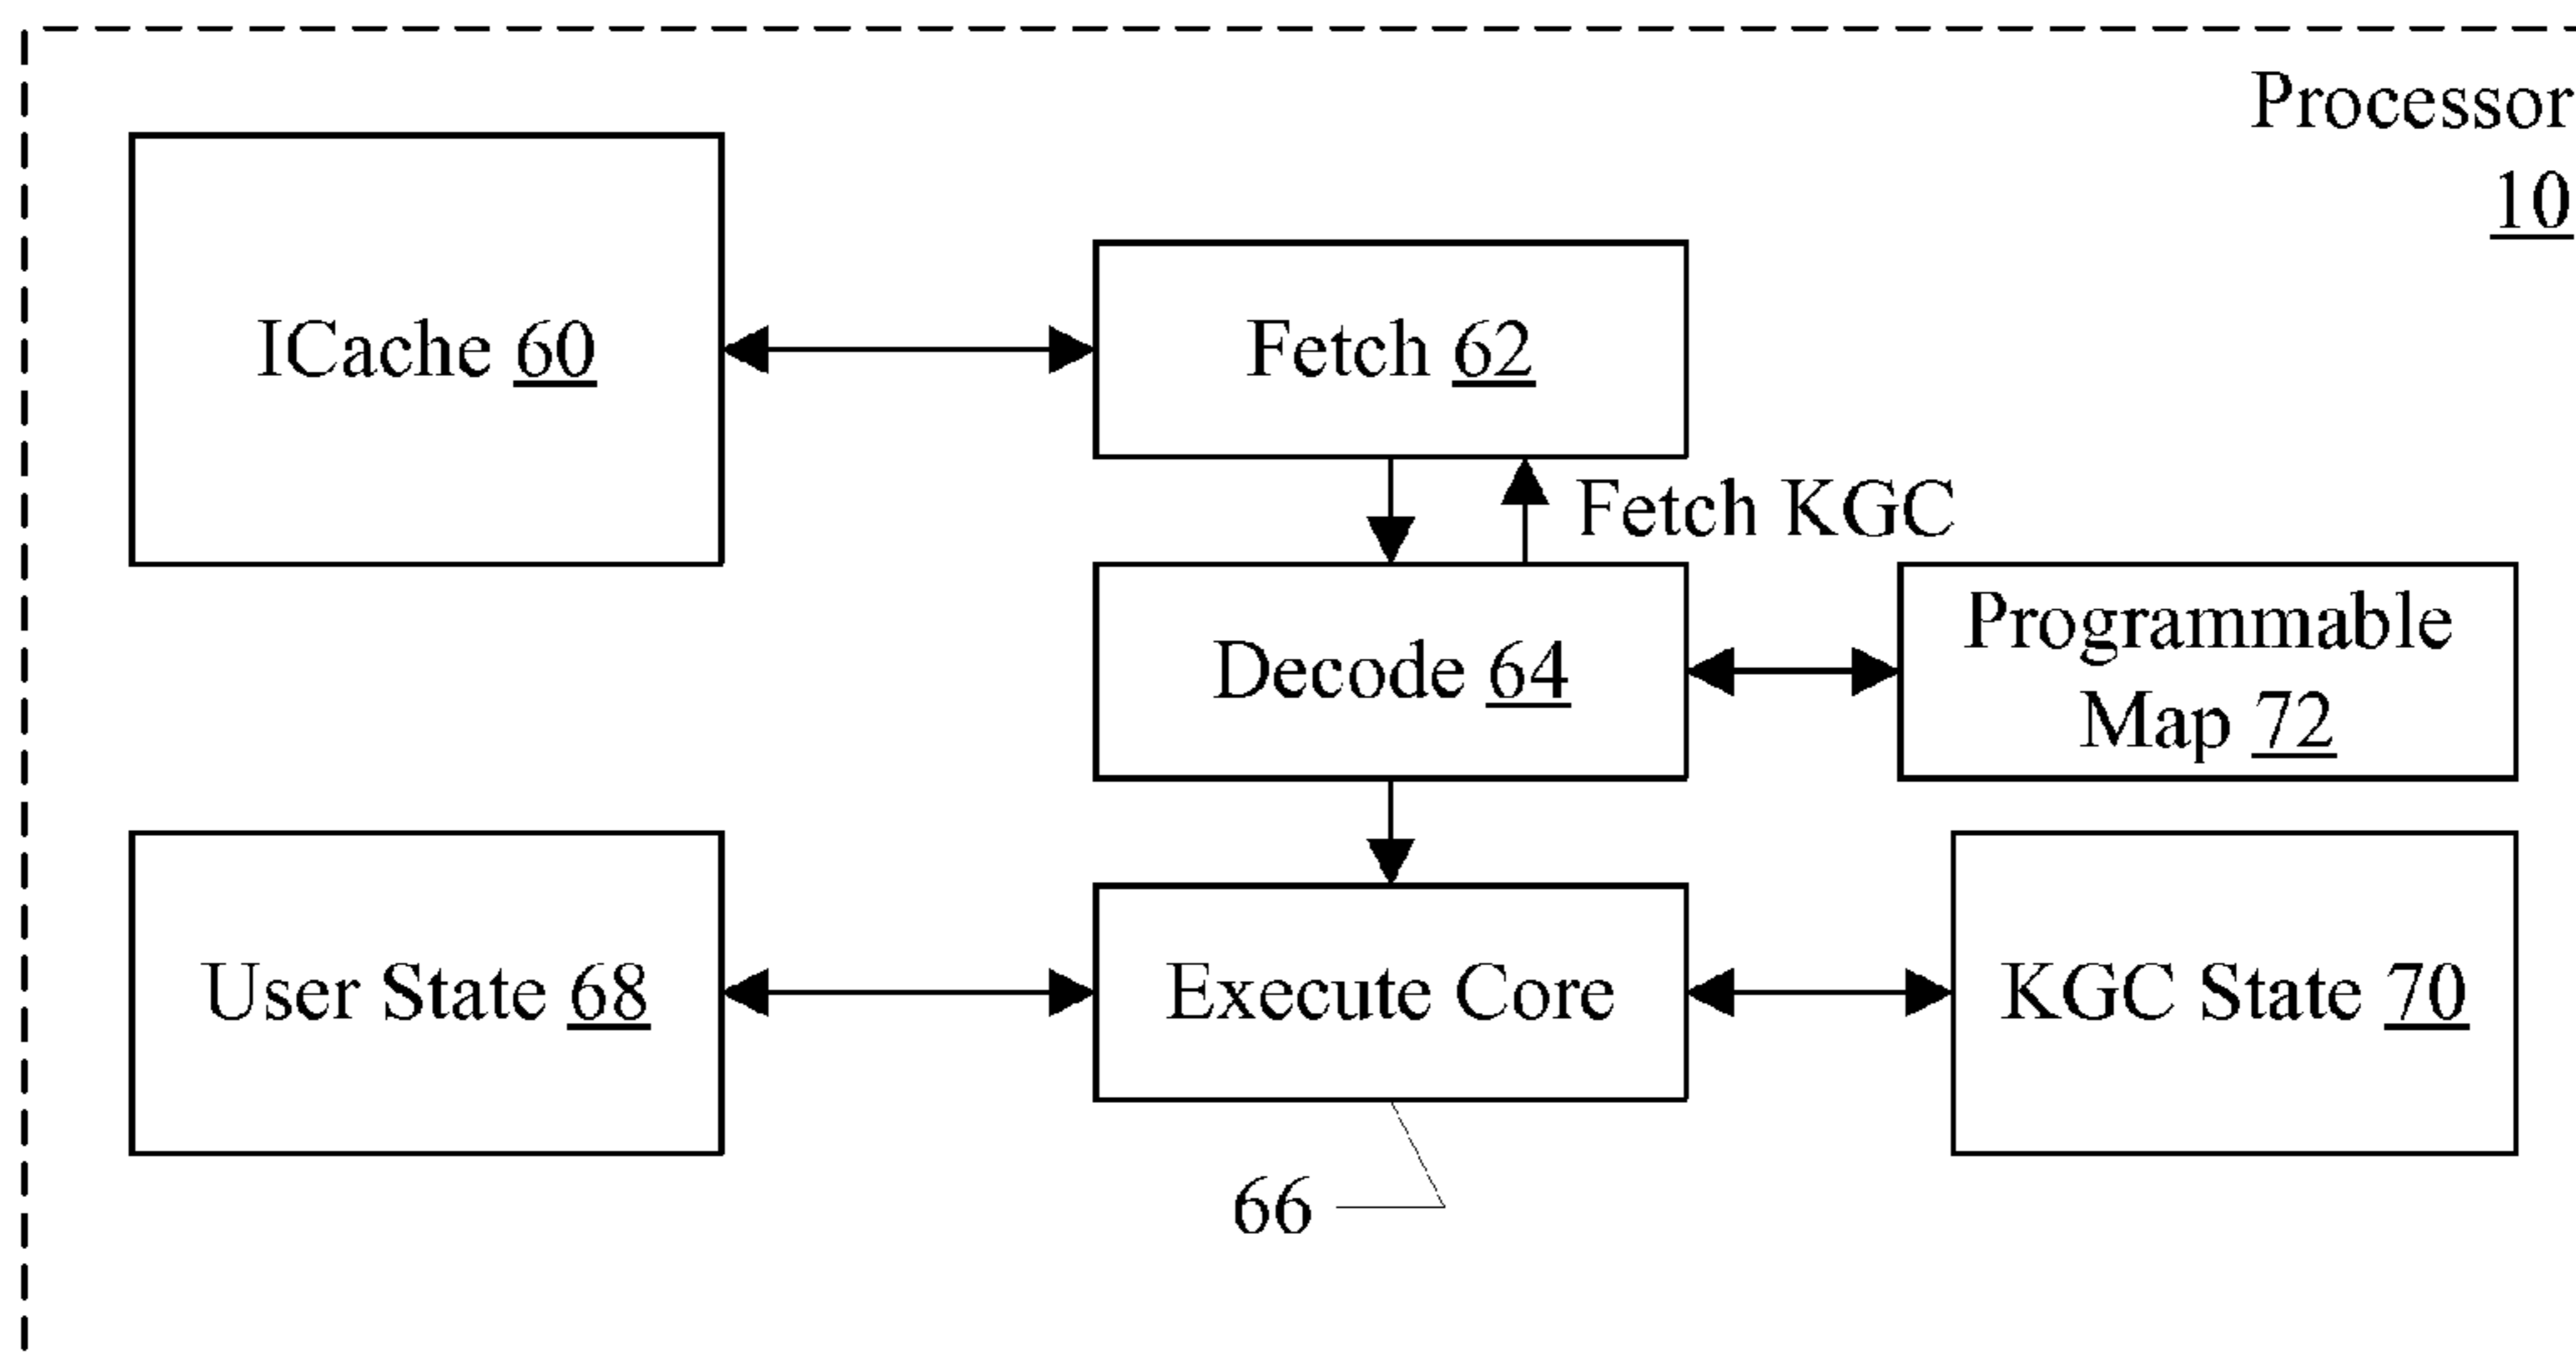 Processor
10
ICache 60
Fetch 62
Fetch KGC
Decode 64
Programmable
Map 72
User State 68
Execute Core
KGC State 70
66